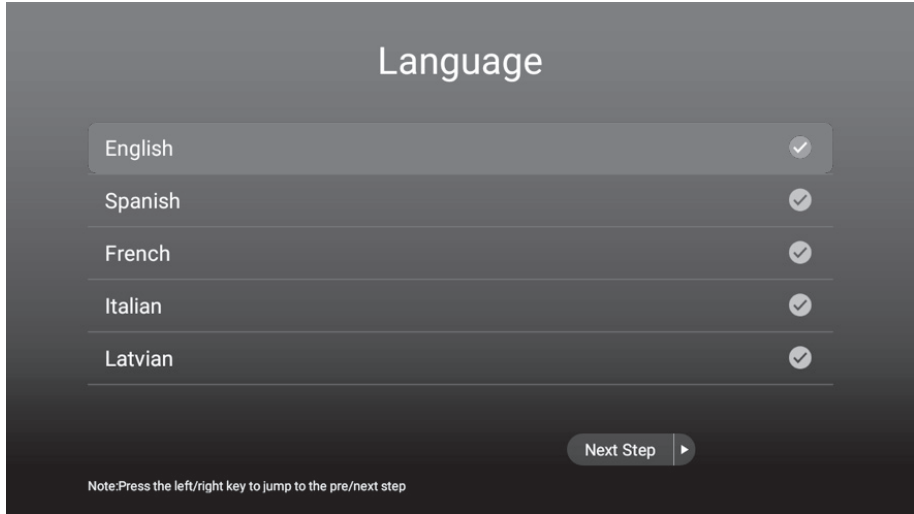 Language
English
Spanish
French
Italian
Latvian
Next Step
Note:Press the left/right key to jump to the pre/next step